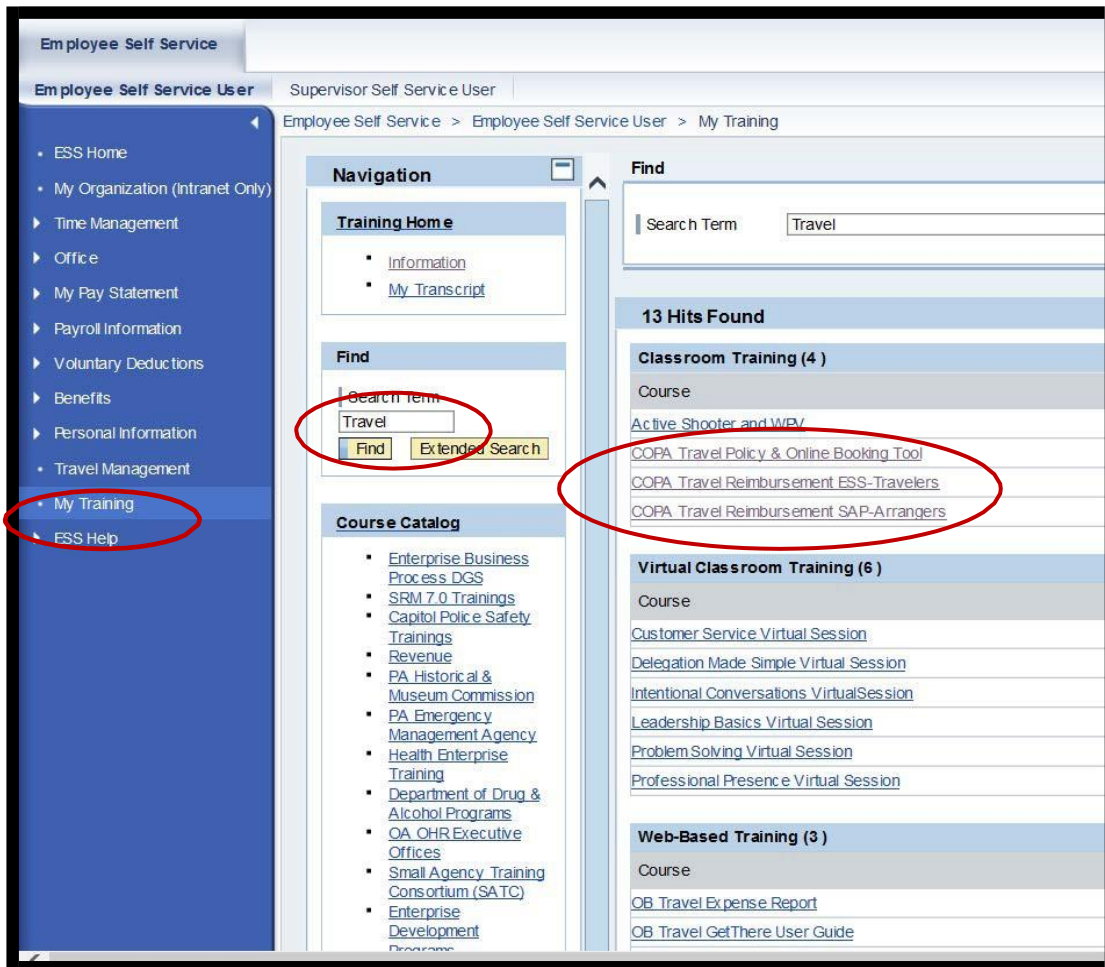 Employee Self Service
Employee Self Service User
Supervisor Self Service User
Employee Self Service > Employee Self Service User > My Training
ESS Home
My Organization (Intranet Only)
Time Management
Office
My Pay Statement
Payroll Information
Voluntary Deductions
Benefits
Personal Information
Travel Management
My Training
ESS Help
Navigation
Training Home
Information
My Transcript
Find
Search Term
Travel
Find
Extended Search
Course Catalog
Enterprise Business
Process DGS
SRM 7.0 Trainings
Capitol Police Safety
Trainings
Revenue
PA Historical &
Museum Commission
PA Emergency
Management Agency
Health Enterprise
Training
Department of Drug &
Alcohol Programs
OA OHR Executive
Offices
Small Agency Training
Consortium (SATC)
Enterprise
Development
Programs
Find
Search Term
Travel
13 Hits Found
Classroom Training (4 )
Course
Active Shooter and WPV
COPA Travel Policy & Online Booking Tool
COPA Travel Reimbursement ESS-Travelers
COPA Travel Reimbursement SAP-Arrangers
Virtual Classroom Training (6 )
Course
Customer Service Virtual Session
Delegation Made Simple Virtual Session
Intentional Conversations VirtualSession
Leadership Basics Virtual Session
Problem Solving Virtual Session
Professional Presence Virtual Session
Web-Based Training (3 )
Course
OB Travel Expense Report
OB Travel GetThere User Guide